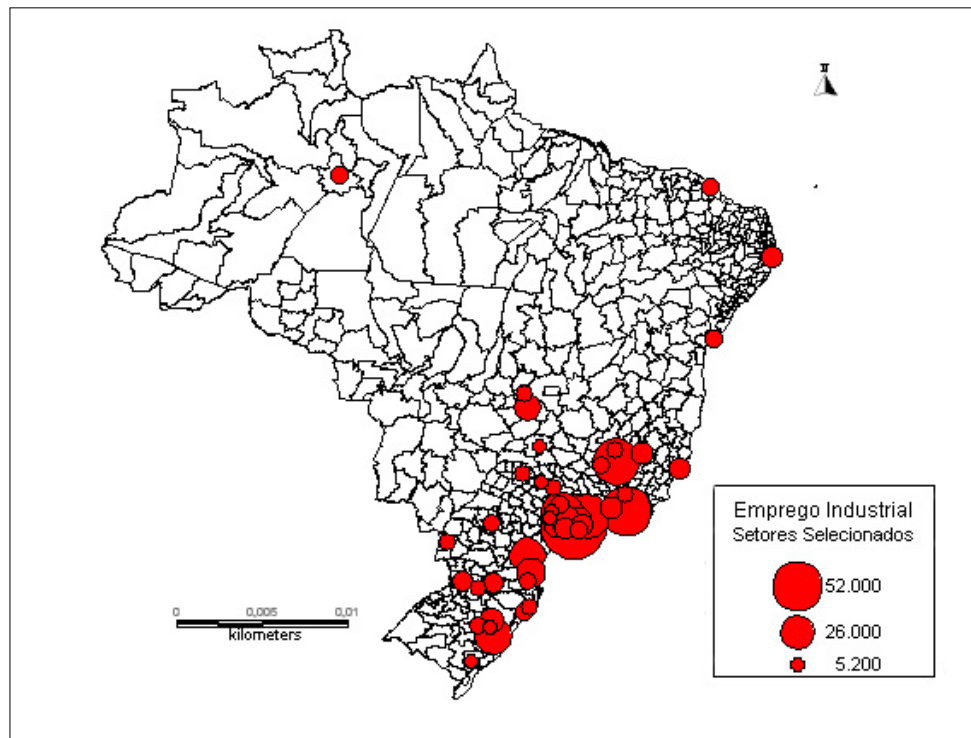 Emprego Industrial
Setores Selecionados
52.000
26.000
5.200
0 0,005 0,01
kilometers